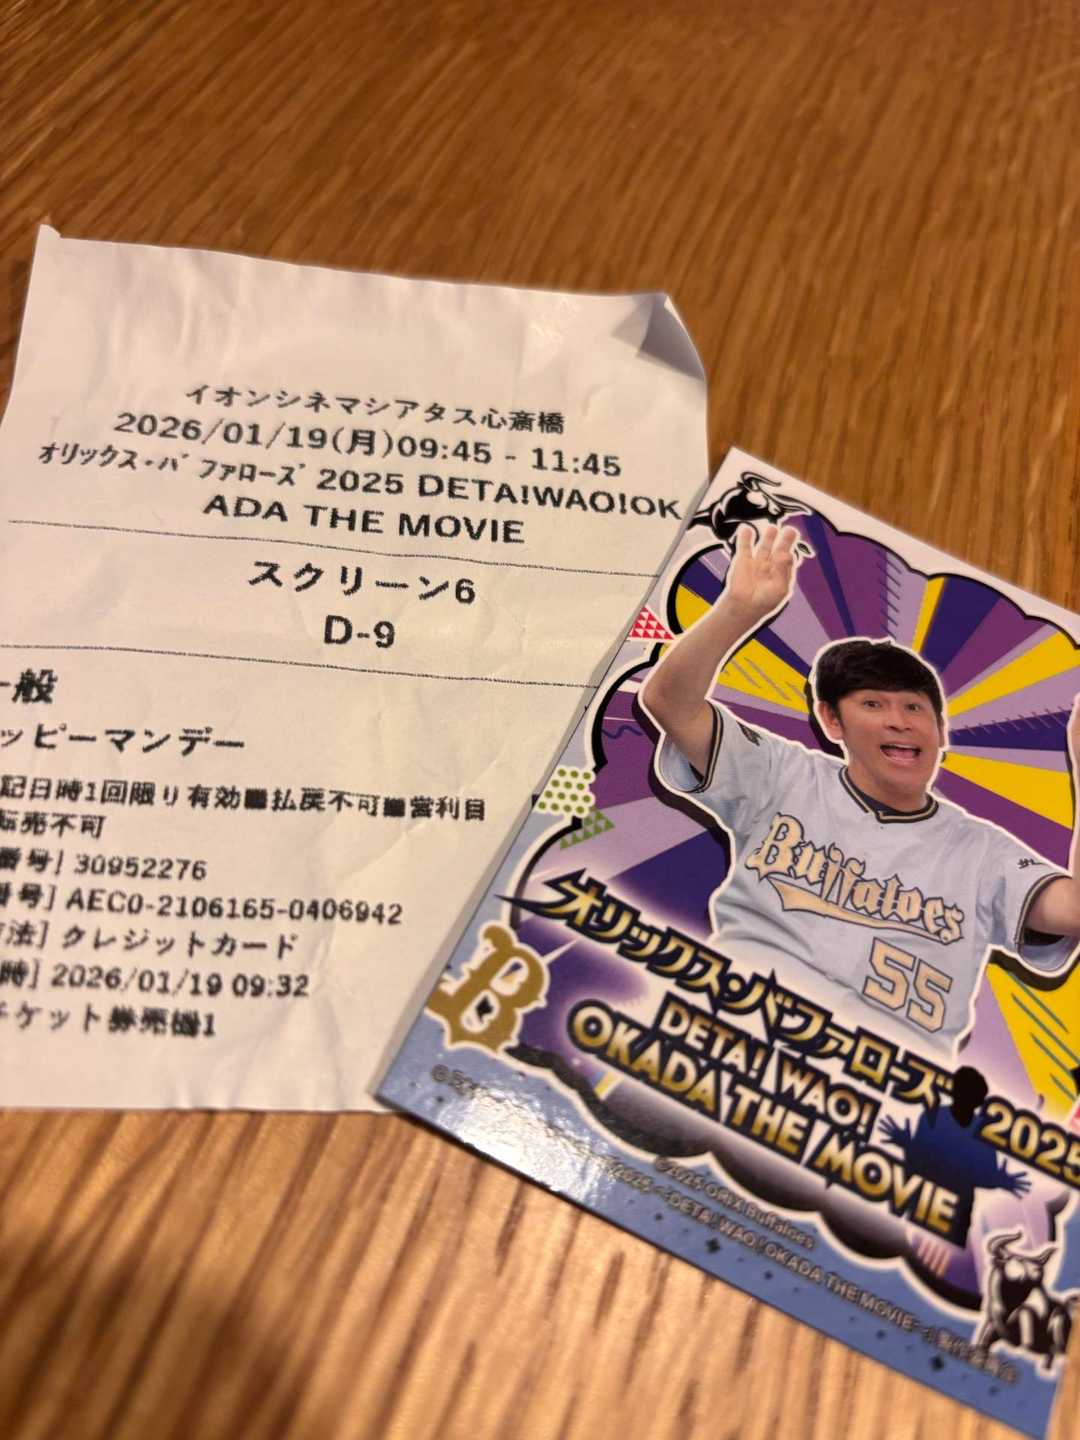 イオンシネマシアタス心斎橋
2026/01/19(月)09:45 - 11:45
オリックス・バファローズ 2025 DETA!WAO!OK
ADA THE MOVIE
スクリーン6
D-9
一般
ッピーマンデー
記日時1回限り有効■払戻不可■営利目
転売不可
番号] 30952276
番号] AEC0-2106165-0406942
方法] クレジットカード
時] 2026/01/19 09:32
チケット券売機1
Buffaloes
55
B
オリックス・バファローズ 2025
DETA! WAO!
OKADA THE MOVIE
©2025 ORIX Buffaloes
DETA! WAO! OKADA THE MOVIE